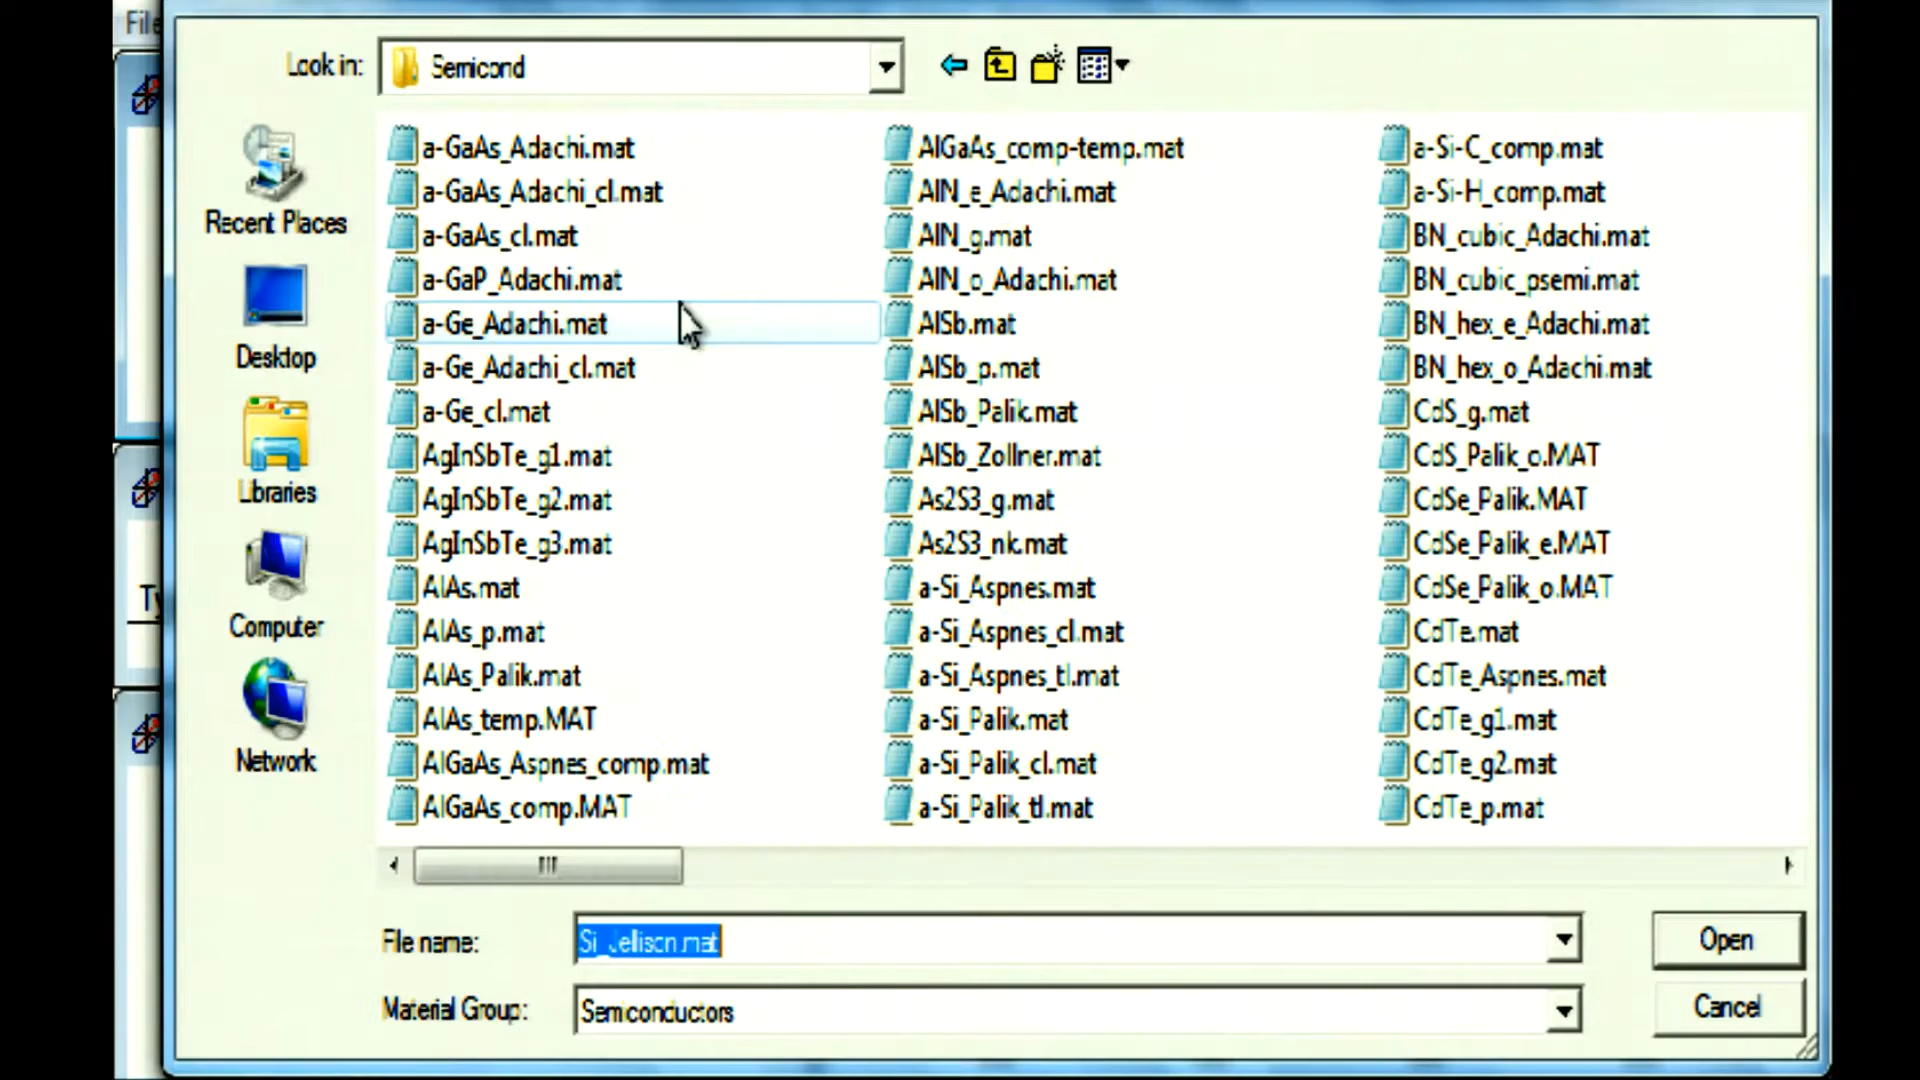 File
Look in: Semicond
Recent Places
Desktop
Libraries
Computer
Network
Ty
a-GaAs_Adachi.mat
a-GaAs_Adachi_cl.mat
a-GaAs_cl.mat
a-GaP_Adachi.mat
a-Ge_Adachi.mat
a-Ge_Adachi_cl.mat
a-Ge_cl.mat
AgInSbTe_g1.mat
AgInSbTe_g2.mat
AgInSbTe_g3.mat
AlAs.mat
AlAs_p.mat
AlAs_Palik.mat
AlAs_temp.MAT
AlGaAs_Aspnes_comp.mat
AlGaAs_comp.MAT
AlGaAs_comp-temp.mat
AlN_e_Adachi.mat
AlN_g.mat
AlN_o_Adachi.mat
AlSb.mat
AlSb_p.mat
AlSb_Palik.mat
AlSb_Zollner.mat
As2S3_g.mat
As2S3_nk.mat
a-Si_Aspnes.mat
a-Si_Aspnes_cl.mat
a-Si_Aspnes_tl.mat
a-Si_Palik.mat
a-Si_Palik_cl.mat
a-Si_Palik_tl.mat
a-Si-C_comp.mat
a-Si-H_comp.mat
BN_cubic_Adachi.mat
BN_cubic_psemi.mat
BN_hex_e_Adachi.mat
BN_hex_o_Adachi.mat
CdS_g.mat
CdS_Palik_o.MAT
CdSe_Palik.MAT
CdSe_Palik_e.MAT
CdSe_Palik_o.MAT
CdTe.mat
CdTe_Aspnes.mat
CdTe_g1.mat
CdTe_g2.mat
CdTe_p.mat
File name: Si_Jellison.mat
Open
Material Group: Semiconductors
Cancel